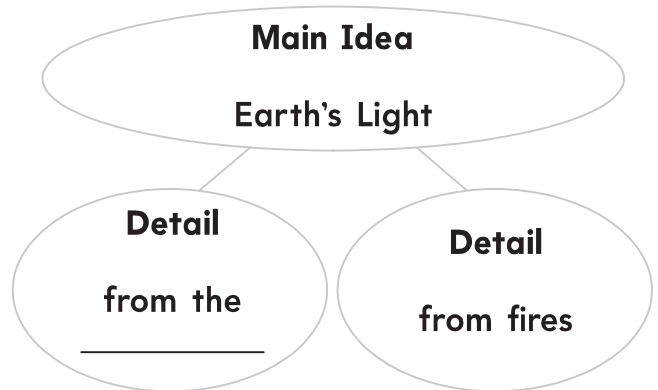 Main Idea
Earth's Light
Detail
from the
Detail
from fires